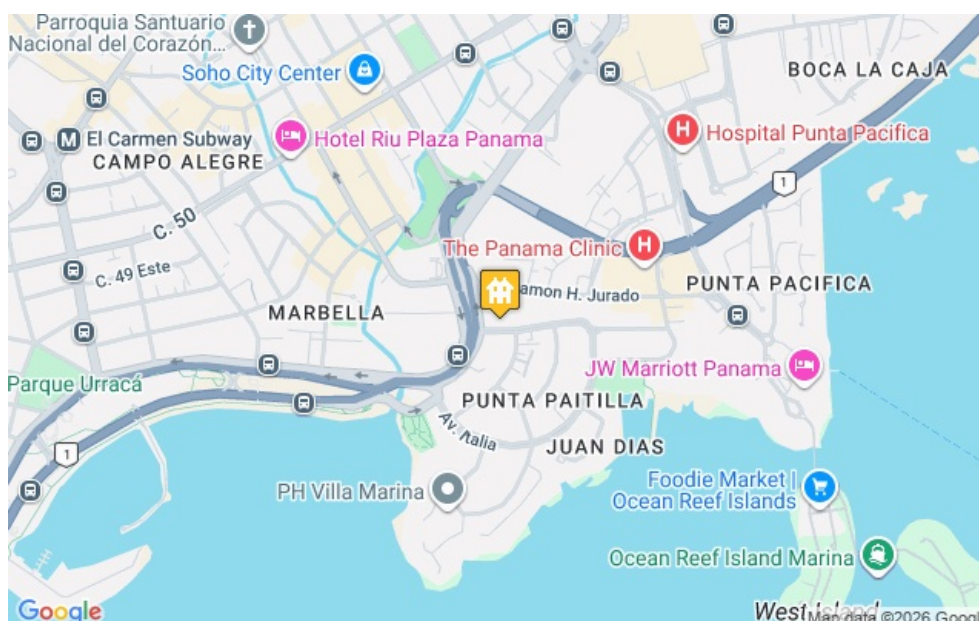 Parroquia Santuario
Nacional del Corazón...
Soho City Center
BOCA LA CAJA
El Carmen Subway
M
CAMPO ALEGRE
Hotel Riu Plaza Panama
H
Hospital Punta Pacifica
1
C. 50
The Panama Clinic
H
C. 49 Este
amon H. Jurado
PUNTA PACIFICA
MARBELLA
JW Marriott Panama
Parque Urracá
PUNTA PAITILLA
Av. Italia
JUAN DIAS
1
PH Villa Marina
Foodie Market |
Ocean Reef Islands
Ocean Reef Island Marina
Google
West Island
Map data ©2026 Google